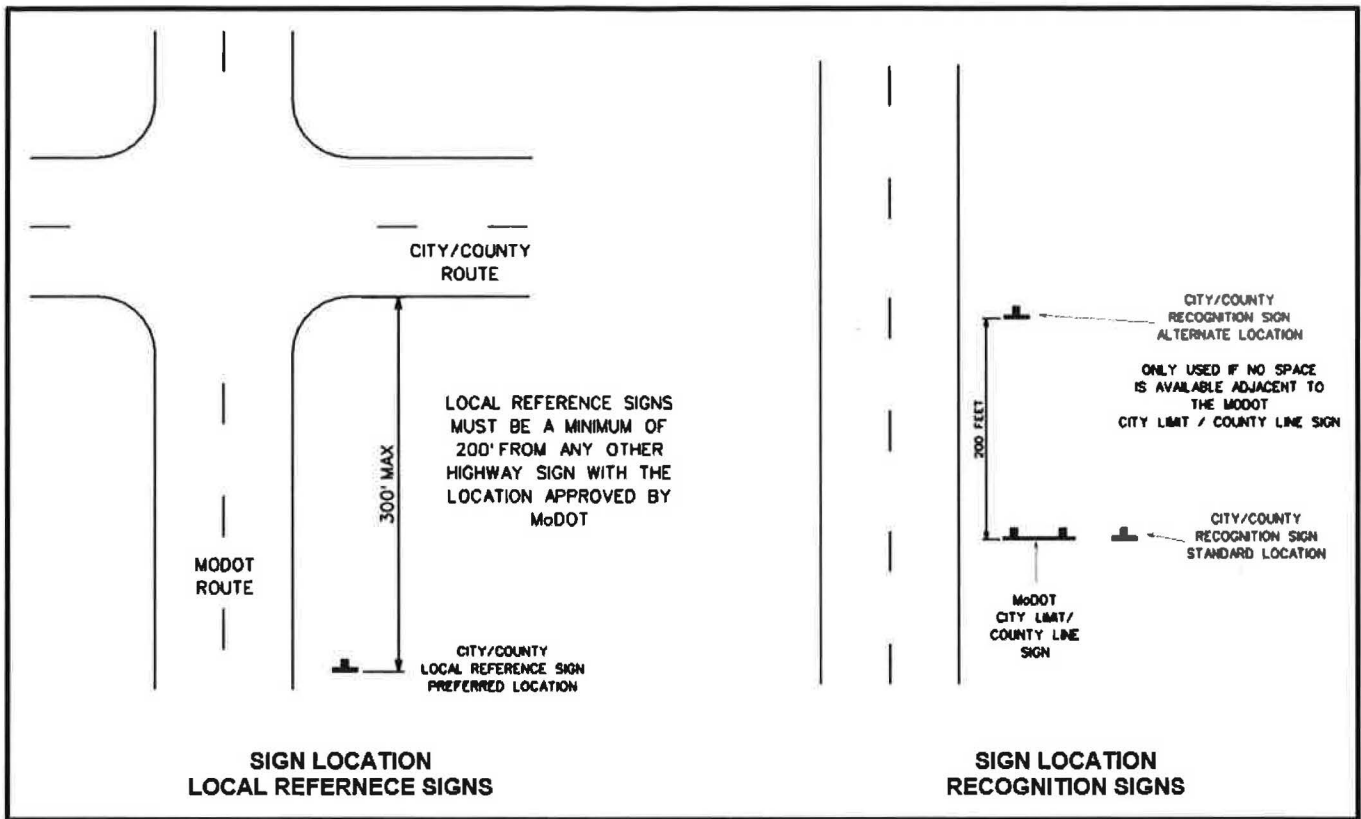 CITY/COUNTY
ROUTE
300' MAX
LOCAL REFERENCE SIGNS
MUST BE A MINIMUM OF
200' FROM ANY OTHER
HIGHWAY SIGN WITH THE
LOCATION APPROVED BY
MoDOT
MODOT
ROUTE
CITY/COUNTY
LOCAL REFERENCE SIGN
PREFERRED LOCATION
SIGN LOCATION
LOCAL REFERNECE SIGNS
CITY/COUNTY
RECOGNITION SIGN
ALTERNATE LOCATION
ONLY USED IF NO SPACE
IS AVAILABLE ADJACENT TO
THE MODOT
CITY LIMIT / COUNTY LINE SIGN
200 FEET
CITY/COUNTY
RECOGNITION SIGN
STANDARD LOCATION
MoDOT
CITY LIMIT/
COUNTY LINE
SIGN
SIGN LOCATION
RECOGNITION SIGNS